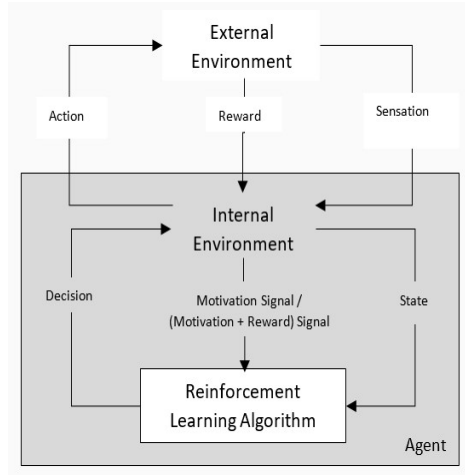 External
Environment
Action
Reward
Sensation
Internal
Environment
Decision
Motivation Signal /
(Motivation + Reward) Signal
State
Reinforcement
Learning Algorithm
Agent